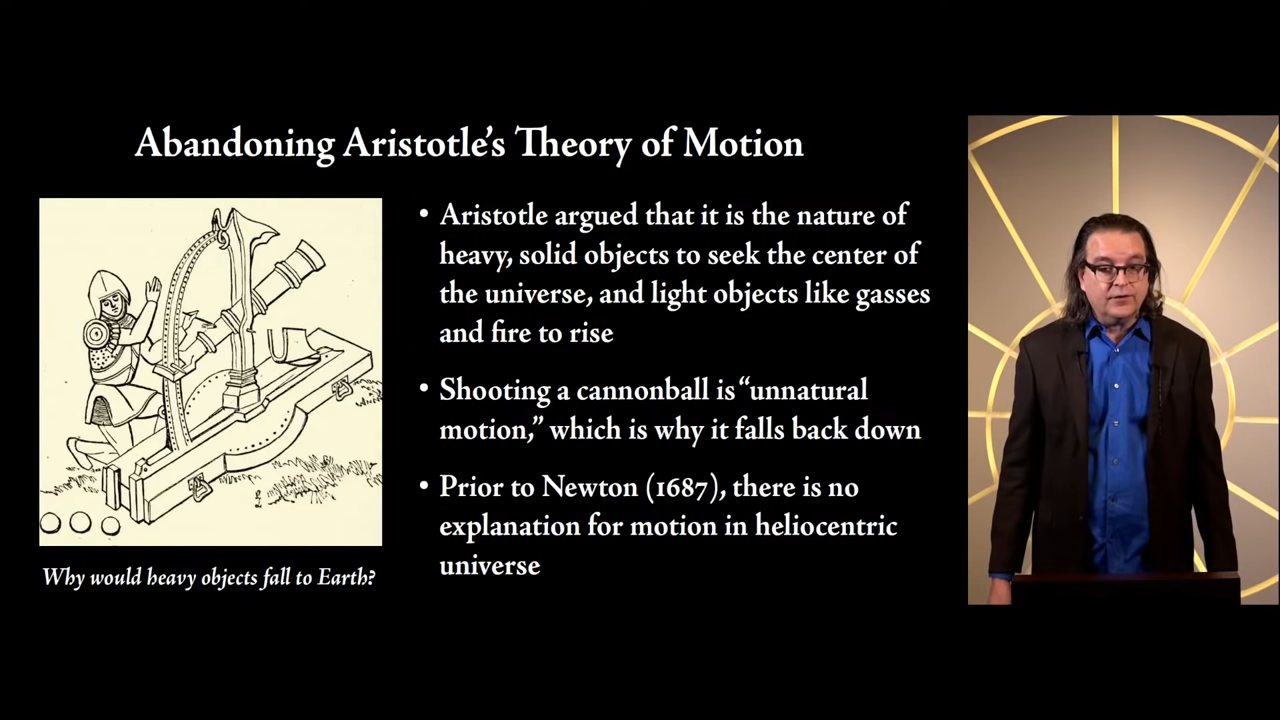 Abandoning Aristotle's Theory of Motion
• Aristotle argued that it is the nature of
heavy, solid objects to seek the center of
the universe, and light objects like gasses
and fire to rise
• Shooting a cannonball is “unnatural
motion,” which is why it falls back down
• Prior to Newton (1687), there is no
explanation for motion in heliocentric
universe
Why would heavy objects fall to Earth?